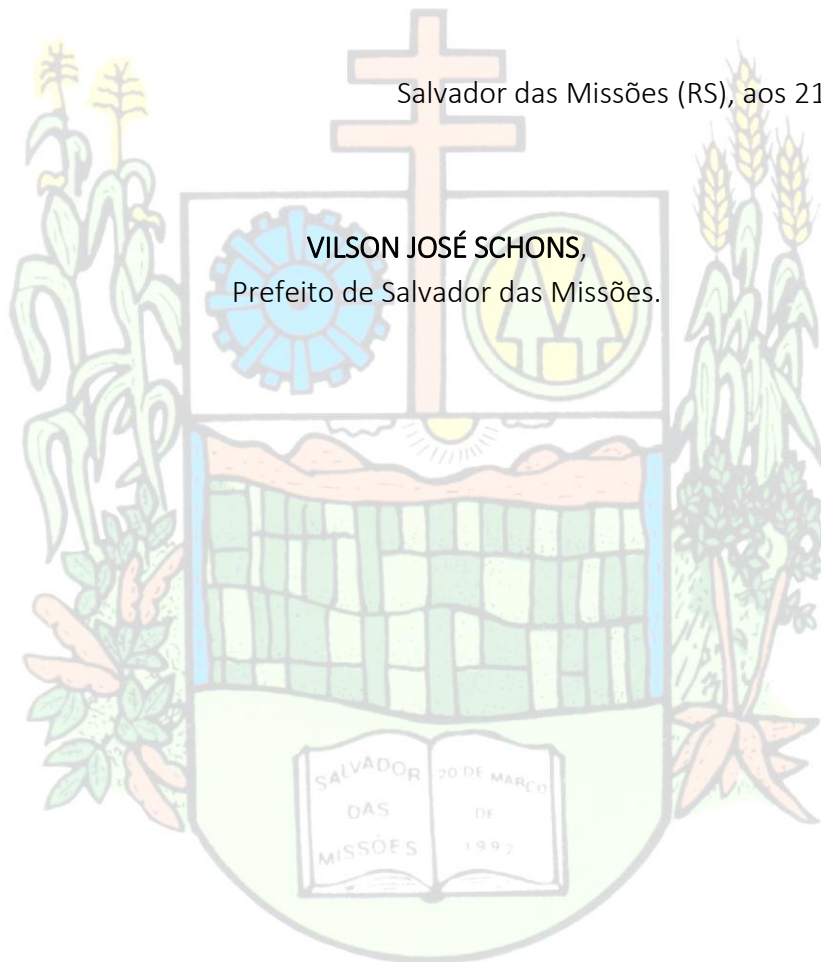 Salvador das Missões (RS), aos 21
VILSON JOSÉ SCHONS,
Prefeito de Salvador das Missões.
SALVADOR
DAS
MISSÕES
20 DE MARÇO
DE
1992